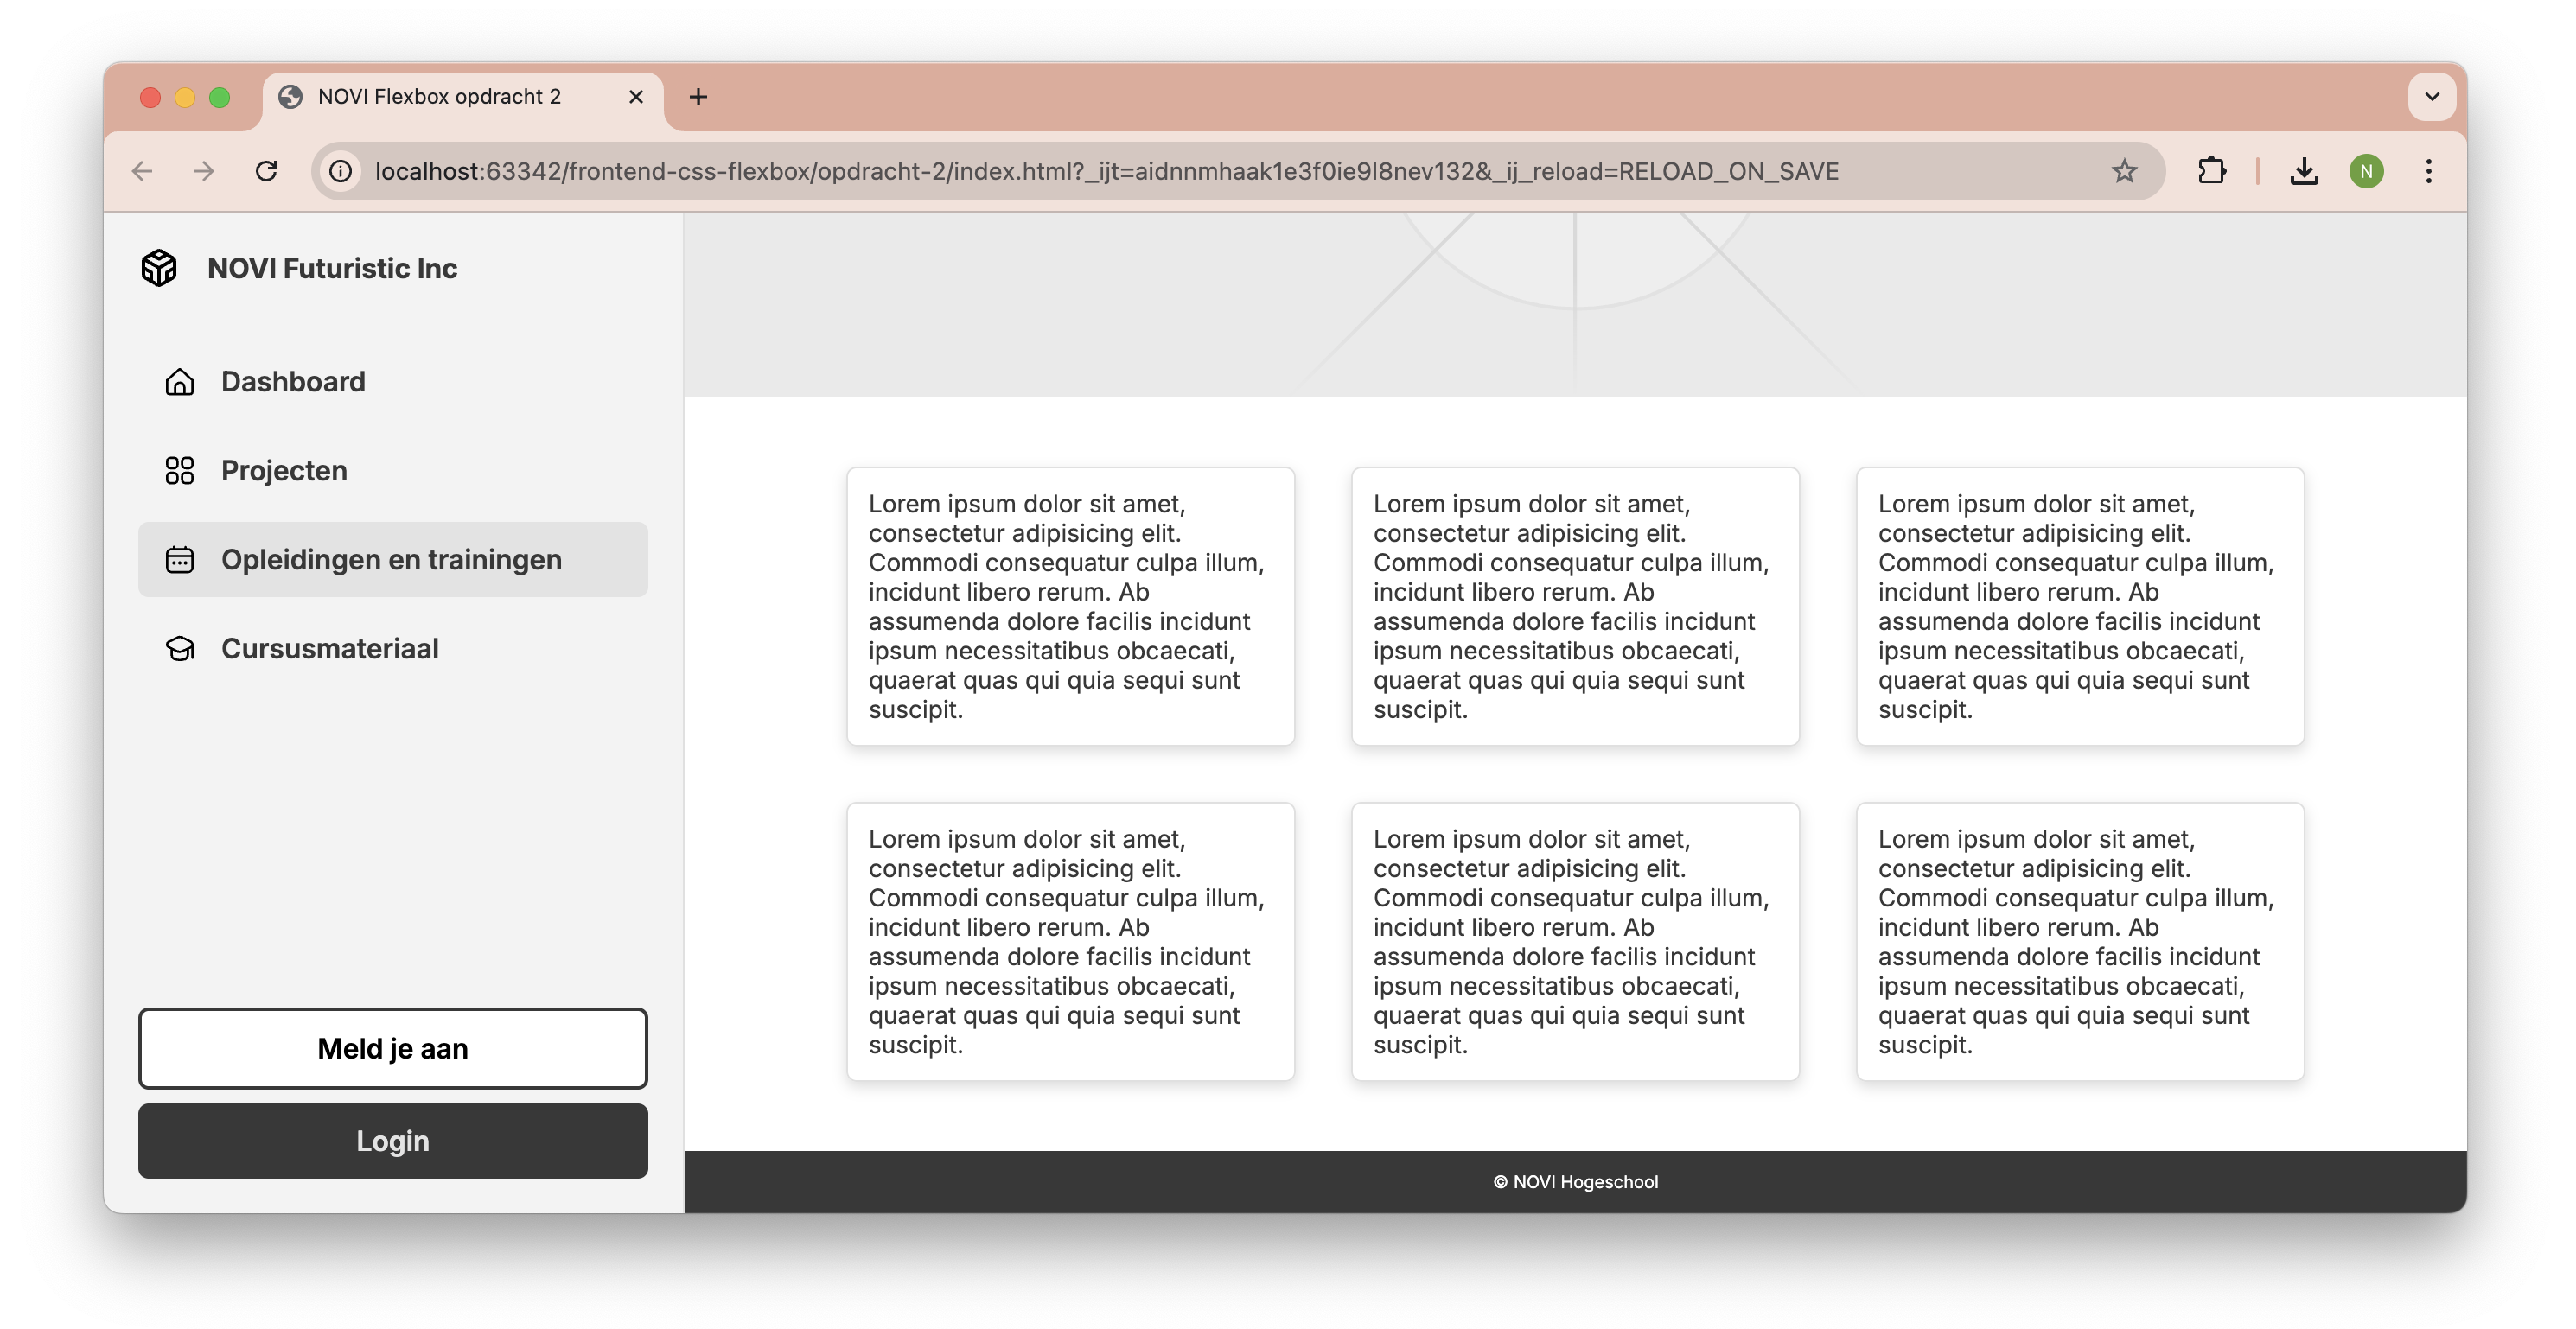 NOVI Flexbox opdracht 2
localhost:63342/frontend-css-flexbox/opdracht-2/index.html?_ijt=aidnnmhaak1e3f0ie9l8nev132&_ij_reload=RELOAD_ON_SAVE
N
NOVI Futuristic Inc
Dashboard
Projecten
Opleidingen en trainingen
Cursusmateriaal
Meld je aan
Login
Lorem ipsum dolor sit amet,
consectetur adipisicing elit.
Commodi consequatur culpa illum,
incidunt libero rerum. Ab
assumenda dolore facilis incidunt
ipsum necessitatibus obcaecati,
quaerat quas qui quia sequi sunt
suscipit.
Lorem ipsum dolor sit amet,
consectetur adipisicing elit.
Commodi consequatur culpa illum,
incidunt libero rerum. Ab
assumenda dolore facilis incidunt
ipsum necessitatibus obcaecati,
quaerat quas qui quia sequi sunt
suscipit.
Lorem ipsum dolor sit amet,
consectetur adipisicing elit.
Commodi consequatur culpa illum,
incidunt libero rerum. Ab
assumenda dolore facilis incidunt
ipsum necessitatibus obcaecati,
quaerat quas qui quia sequi sunt
suscipit.
Lorem ipsum dolor sit amet,
consectetur adipisicing elit.
Commodi consequatur culpa illum,
incidunt libero rerum. Ab
assumenda dolore facilis incidunt
ipsum necessitatibus obcaecati,
quaerat quas qui quia sequi sunt
suscipit.
Lorem ipsum dolor sit amet,
consectetur adipisicing elit.
Commodi consequatur culpa illum,
incidunt libero rerum. Ab
assumenda dolore facilis incidunt
ipsum necessitatibus obcaecati,
quaerat quas qui quia sequi sunt
suscipit.
Lorem ipsum dolor sit amet,
consectetur adipisicing elit.
Commodi consequatur culpa illum,
incidunt libero rerum. Ab
assumenda dolore facilis incidunt
ipsum necessitatibus obcaecati,
quaerat quas qui quia sequi sunt
suscipit.
© NOVI Hogeschool